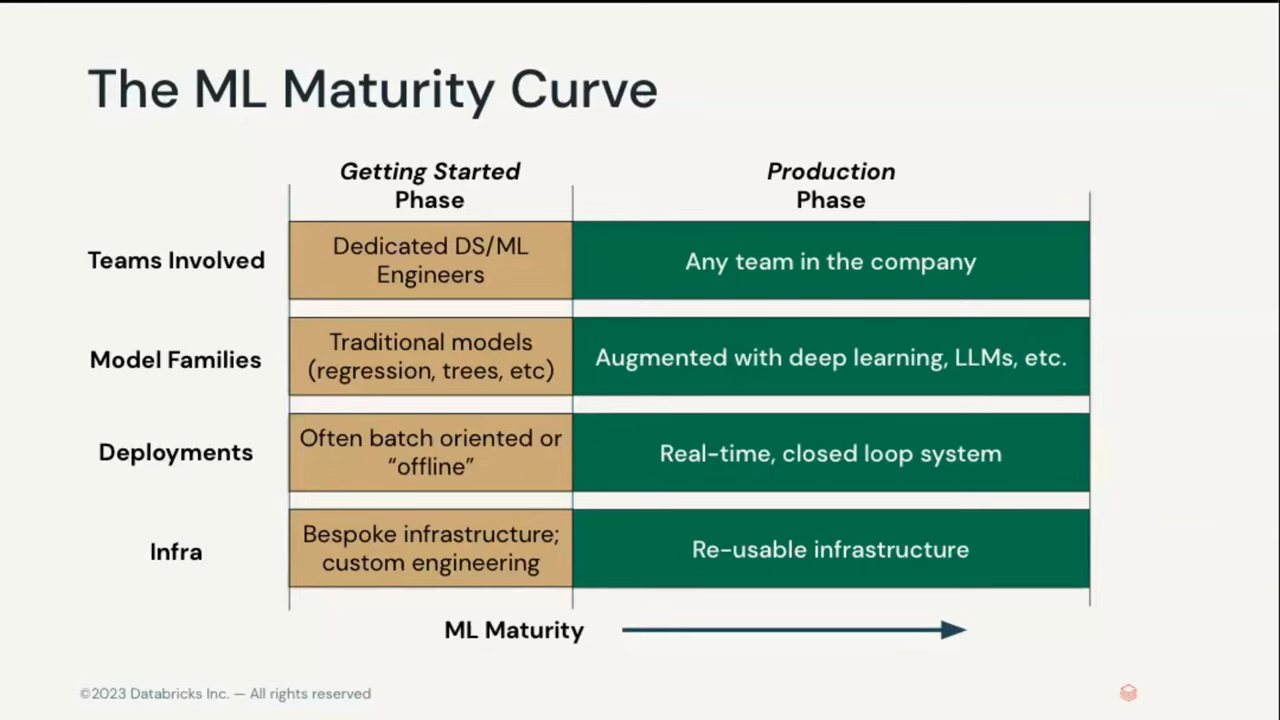 The ML Maturity Curve
Getting Started
Phase
Production
Phase
Teams Involved
Dedicated DS/ML
Engineers
Any team in the company
Model Families
Traditional models
(regression, trees, etc)
Augmented with deep learning, LLMs, etc.
Deployments
Often batch oriented or
“offline”
Real-time, closed loop system
Infra
Bespoke infrastructure;
custom engineering
Re-usable infrastructure
ML Maturity
©2023 Databricks Inc. — All rights reserved